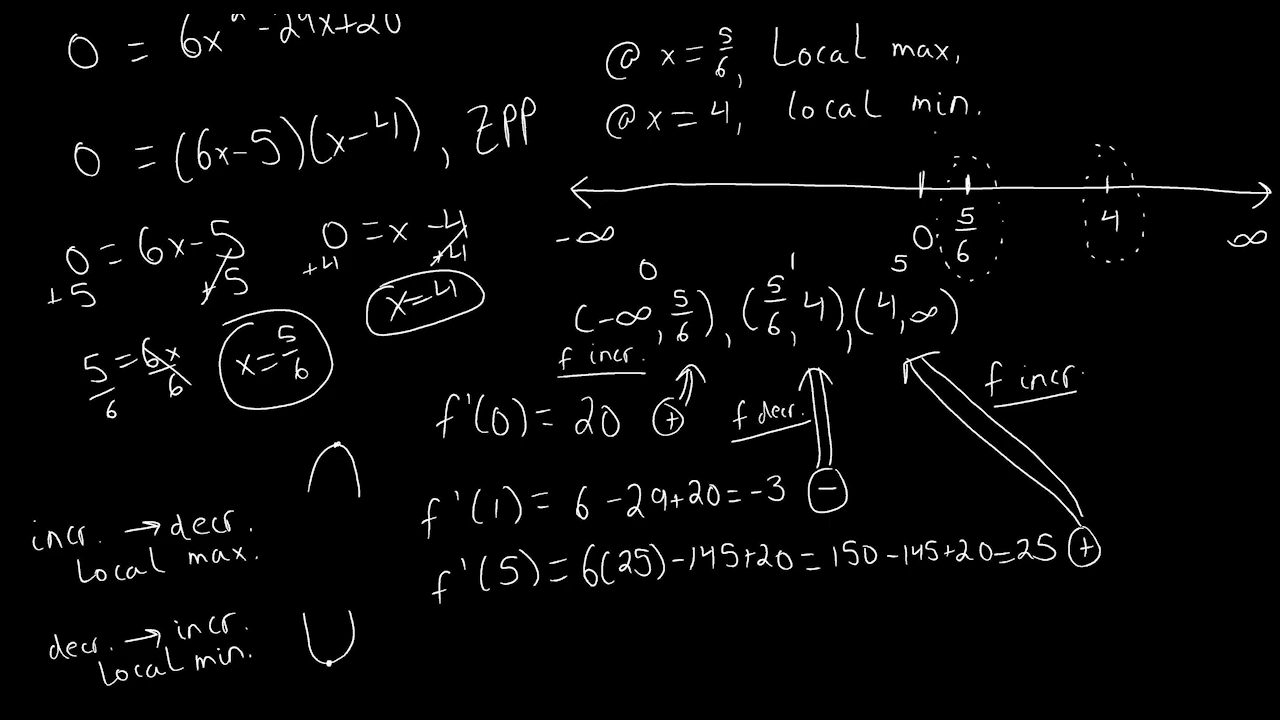 0 = 6x² - 29x+20
0 = (6x-5)(x-4), ZPP
0 = 6x-5
+5 +5
0 = x -4
+4 +4
x=4
5/6 = 6x/6
x=5/6
incr. → decr.
Local max.
decr. → incr.
Local min.
@ x = 5/6, Local max.
@ x = 4, local min.
-∞ 0 5/6 4 ∞
0 1 5
(-∞, 5/6), (5/6, 4), (4, ∞)
f incr.
f decr.
f incr.
f'(0) = 20 +
f'(1) = 6 - 29+20 = -3 -
f'(5) = 6(25) - 145+20 = 150 - 145+20 = 25 +